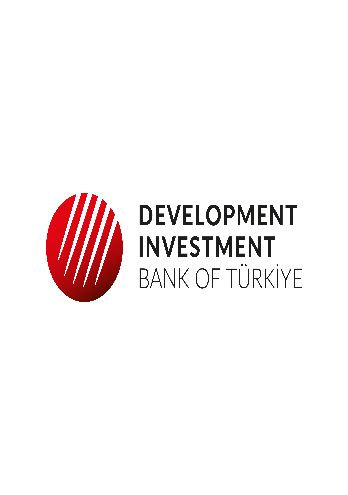 DEVELOPMENT
INVESTMENT
BANK OF TÜRKİYE